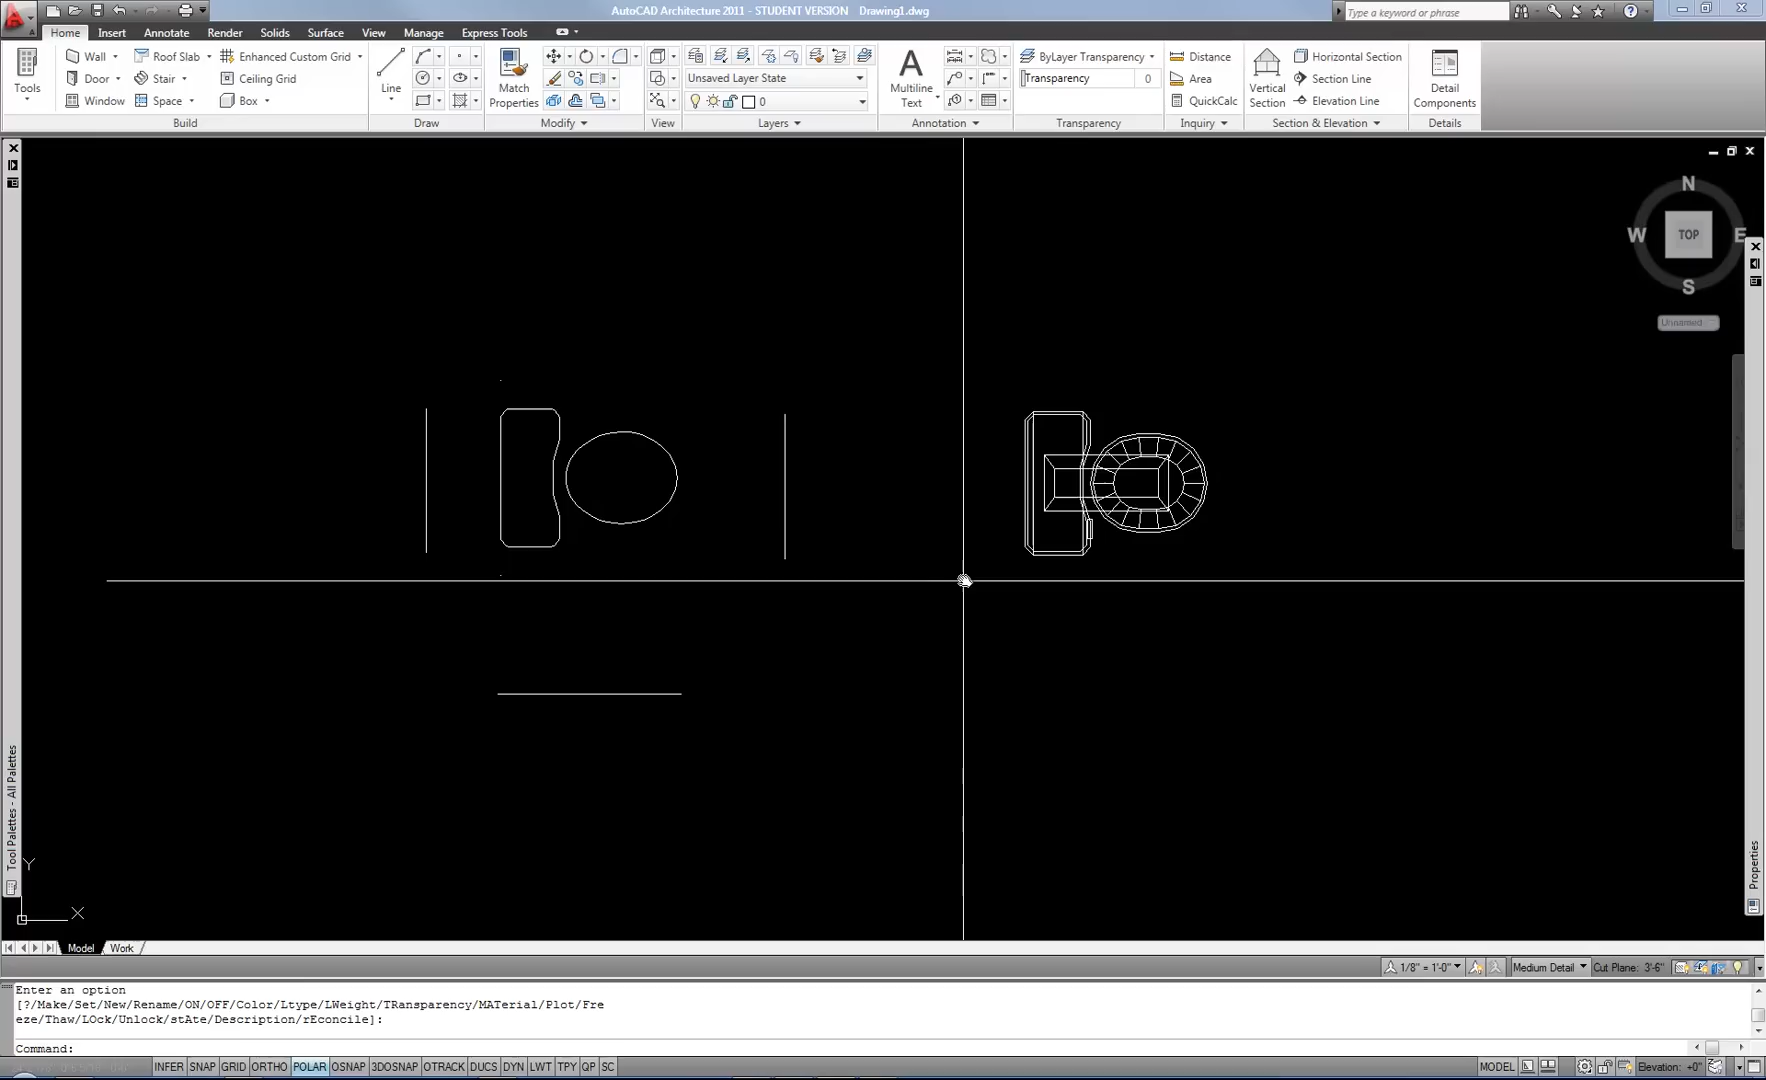 AutoCAD Architecture 2011 - STUDENT VERSION Drawing1.dwg
Type a keyword or phrase
Home Insert Annotate Render Solids Surface View Manage Express Tools
Wall Roof Slab Enhanced Custom Grid
Door Stair Ceiling Grid
Window Space Box
Tools
Build
Line
Draw
Match
Properties
Modify
View
Unsaved Layer State
0
Layers
A
Multiline
Text
Annotation
ByLayer Transparency
Transparency 0
Transparency
Distance
Area
QuickCalc
Inquiry
Vertical
Section
Horizontal Section
Section Line
Elevation Line
Section & Elevation
Detail
Components
Details
N
W TOP E
S
Unnamed
Tool Palettes - All Palettes
Properties
Y
X
Model Work
1/8" = 1'-0" Medium Detail Cut Plane: 3'-6"
Enter an option
[?/Make/Set/New/Rename/ON/OFF/Color/Ltype/LWeight/TRansparency/MATerial/Plot/Fre
eze/Thaw/LOck/Unlock/stAte/Description/rEconcile]:
Command:
INFER SNAP GRID ORTHO POLAR OSNAP 3DOSNAP OTRACK DUCS DYN LWT TPY QP SC
MODEL Elevation: +0"